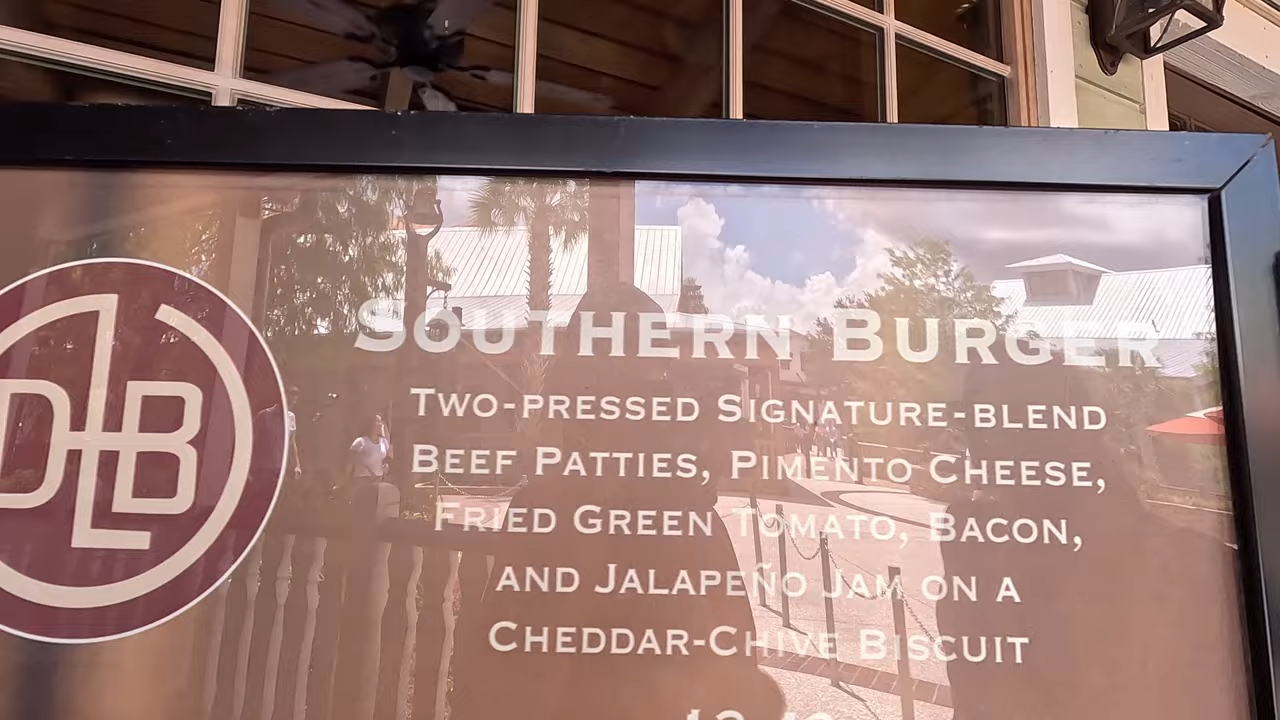 DLB
SOUTHERN BURGER
TWO-PRESSED SIGNATURE-BLEND
BEEF PATTIES, PIMENTO CHEESE,
FRIED GREEN TOMATO, BACON,
AND JALAPEÑO JAM ON A
CHEDDAR-CHIVE BISCUIT